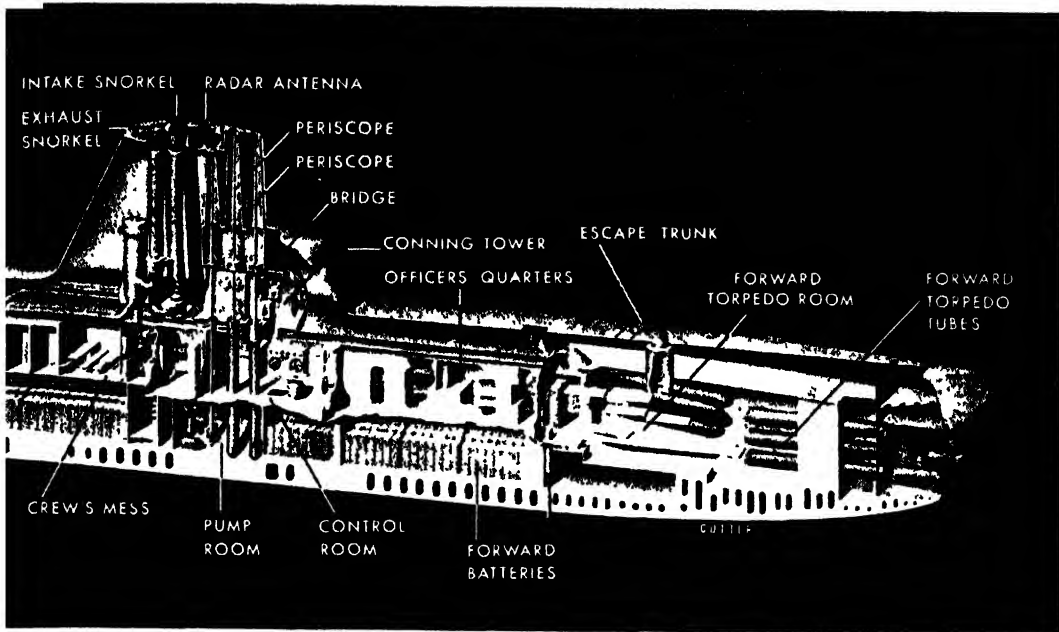 INTAKE SNORKEL
RADAR ANTENNA
EXHAUST
SNORKEL
PERISCOPE
PERISCOPE
BRIDGE
CONNING TOWER
ESCAPE TRUNK
OFFICERS QUARTERS
FORWARD
TORPEDO ROOM
FORWARD
TORPEDO
TUBES
CREW'S MESS
PUMP
ROOM
CONTROL
ROOM
FORWARD
BATTERIES